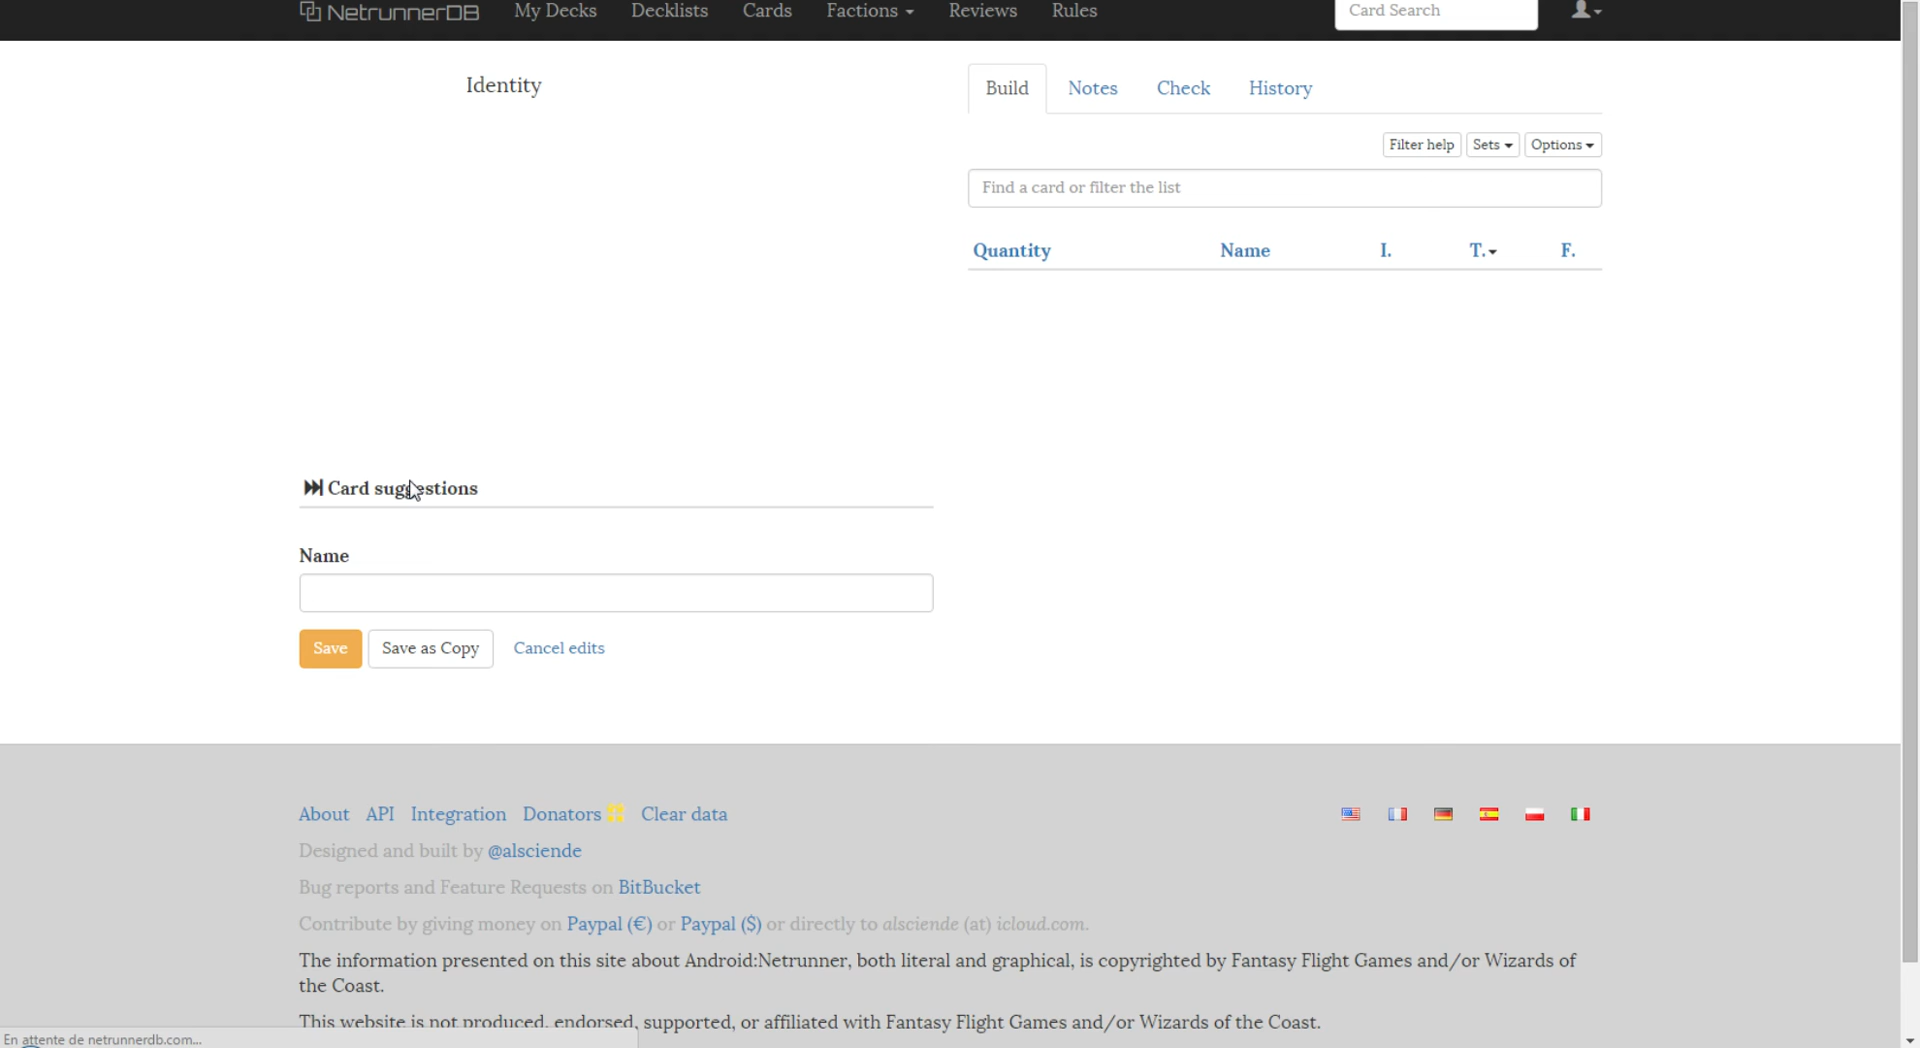 NetrunnerDB My Decks Decklists Cards Factions Reviews Rules Card Search
Identity
Build Notes Check History
Filter help Sets Options
Find a card or filter the list
Quantity Name I. T. F.
Card suggestions
Name
Save Save as Copy Cancel edits
About API Integration Donators Clear data
Designed and built by @alsciende
Bug reports and Feature Requests on BitBucket
Contribute by giving money on Paypal (€) or Paypal ($) or directly to alsciende (at) icloud.com.
The information presented on this site about Android:Netrunner, both literal and graphical, is copyrighted by Fantasy Flight Games and/or Wizards of
the Coast.
This website is not produced, endorsed, supported, or affiliated with Fantasy Flight Games and/or Wizards of the Coast.
En attente de netrunnerdb.com...